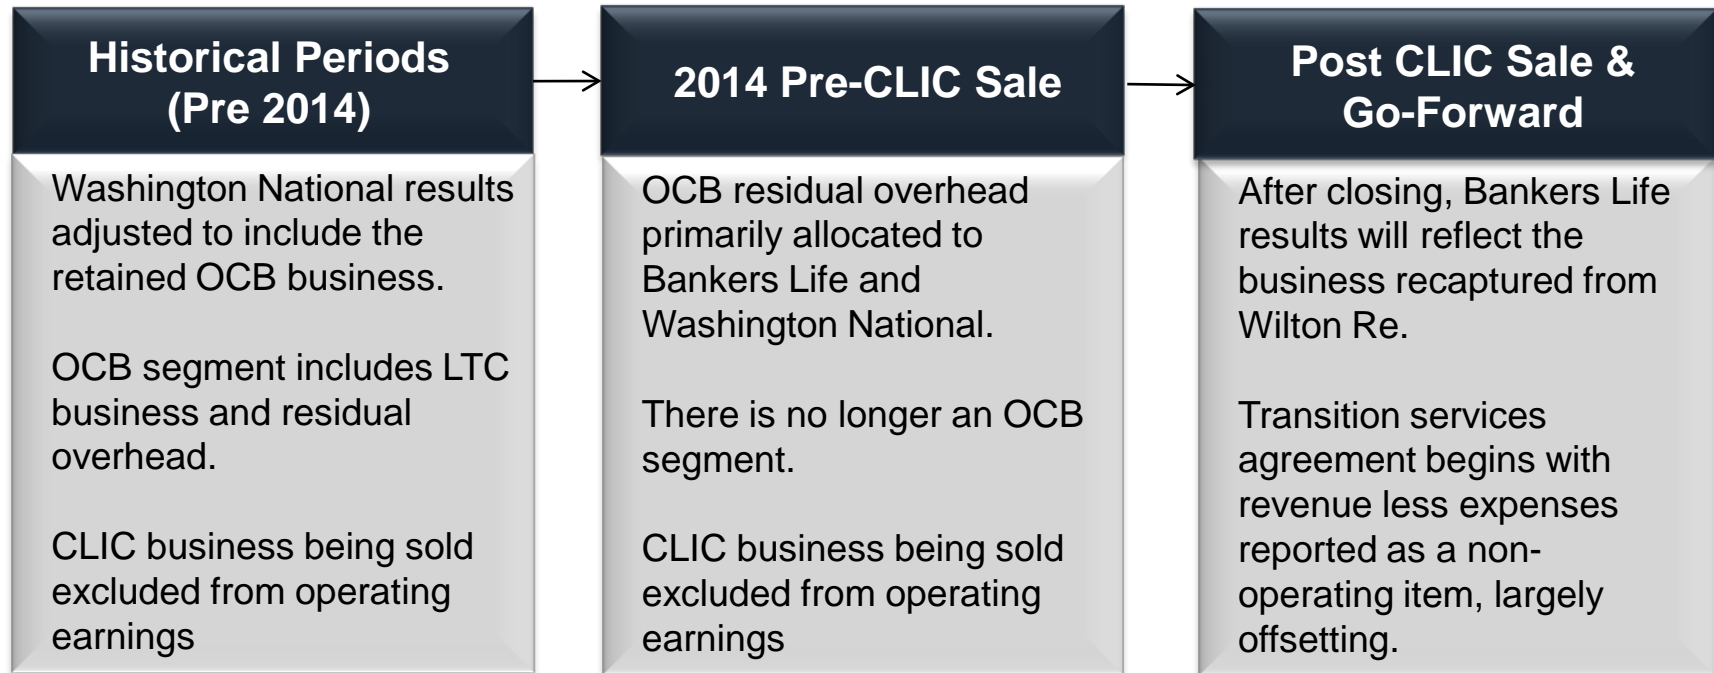 Historical Periods
(Pre 2014)
Washington National results
adjusted to include the
retained OCB business.
OCB segment includes LTC
business and residual
overhead.
CLIC business being sold
excluded from operating
earnings
2014 Pre-CLIC Sale
OCB residual overhead
primarily allocated to
Bankers Life and
Washington National.
There is no longer an OCB
segment.
CLIC business being sold
excluded from operating
earnings
Post CLIC Sale &
Go-Forward
After closing, Bankers Life
results will reflect the
business recaptured from
Wilton Re.
Transition services
agreement begins with
revenue less expenses
reported as a non-
operating item, largely
offsetting.